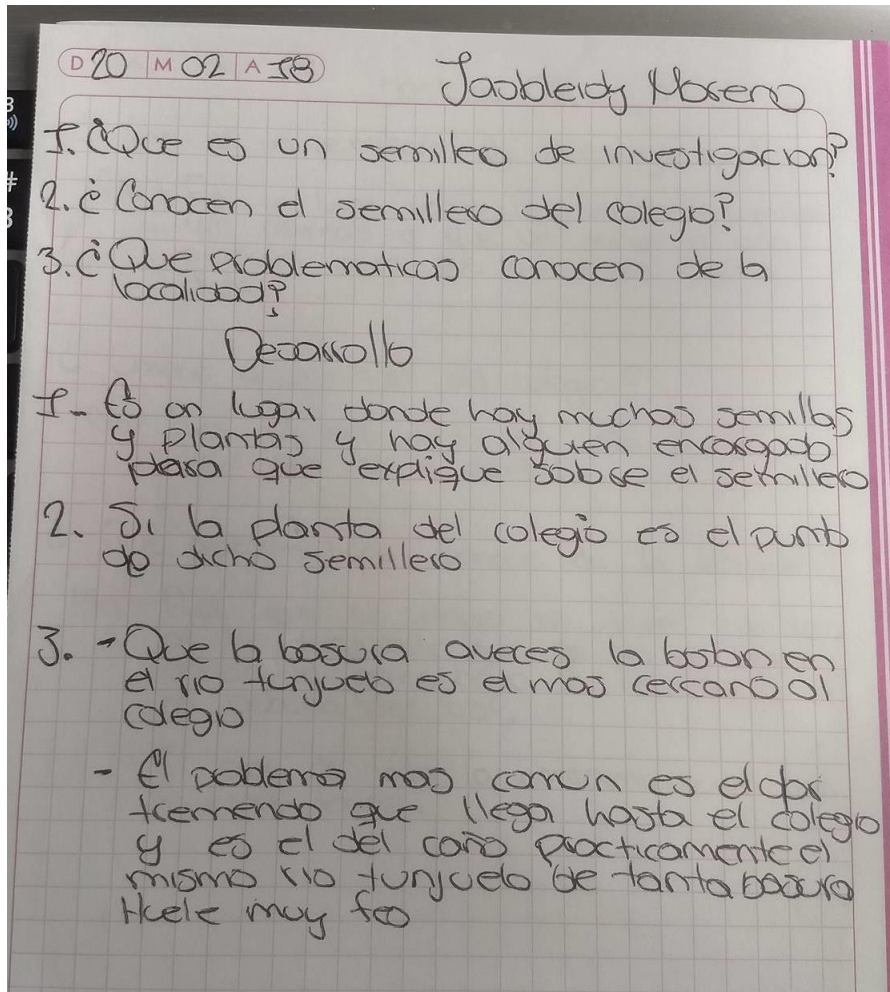 D 20 M 02 A 18
Jaobleidy Moreno
1. ¿Que es un semillero de investigacion?
2. ¿Conocen el semillero del colegio?
3. ¿Que problematicas conocen de la
localidad?
Desarrollo
1- Es un lugar donde hay muchas semillas
y plantas y hay alguien encargado
para que explique sobre el semillero
2. Si la planta del colegio es el punto
de dicho semillero
3. - Que la basura aveces la botan en
el rio tunjuelo es el mas cercano al
colegio
- El problema mas comun es el olor
tremendo que llega hasta el colegio
y es el del caño practicamente el
mismo rio tunjuelo de tanta basura
Huele muy feo